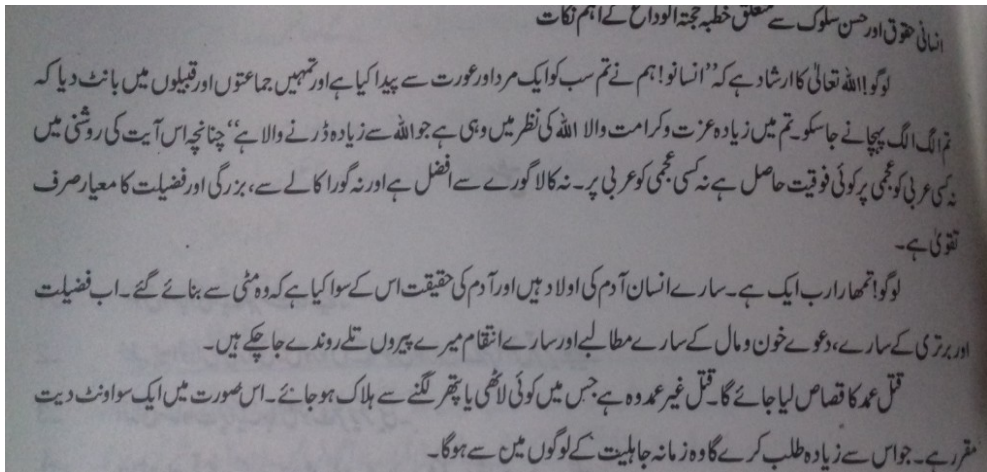 انسانی حقوق اور حسن سلوک سے متعلق خطبہ حجۃ الوداع کے اہم نکات
لوگو! اللہ تعالیٰ کا ارشاد ہے کہ ”انسانو! ہم نے تم سب کو ایک مرد اور عورت سے پیدا کیا ہے اور تمہیں جماعتوں اور قبیلوں میں بانٹ دیا کہ
تم الگ الگ پہچانے جا سکو۔ تم میں زیادہ عزت و کرامت والا اللہ کی نظر میں وہی ہے جو اللہ سے زیادہ ڈرنے والا ہے“ چنانچہ اس آیت کی روشنی میں
نہ کسی عربی کو عجمی پر کوئی فوقیت حاصل ہے نہ کسی عجمی کو عربی پر۔ نہ کالا گورے سے افضل ہے اور نہ گورا کالے سے، بزرگی اور فضیلت کا معیار صرف
تقویٰ ہے۔
لوگو! تمھارا رب ایک ہے۔ سارے انسان آدم کی اولاد ہیں اور آدم کی حقیقت اس کے سوا کیا ہے کہ وہ مٹی سے بنائے گئے۔ اب فضیلت
اور برتری کے سارے، دعوے خون و مال کے سارے مطالبے اور سارے انتقام میرے پیروں تلے روندے جا چکے ہیں۔
قتل عمد کا قصاص لیا جائے گا۔ قتل غیر عمد وہ ہے جس میں کوئی لاٹھی یا پتھر لگنے سے ہلاک ہو جائے۔ اس صورت میں ایک سو اونٹ دیت
مقرر ہے۔ جو اس سے زیادہ طلب کرے گا وہ زمانہ جاہلیت کے لوگوں مین سے ہوگا۔